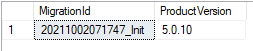 MigrationId ProductVersion
1 20211002071747_Init 5.0.10